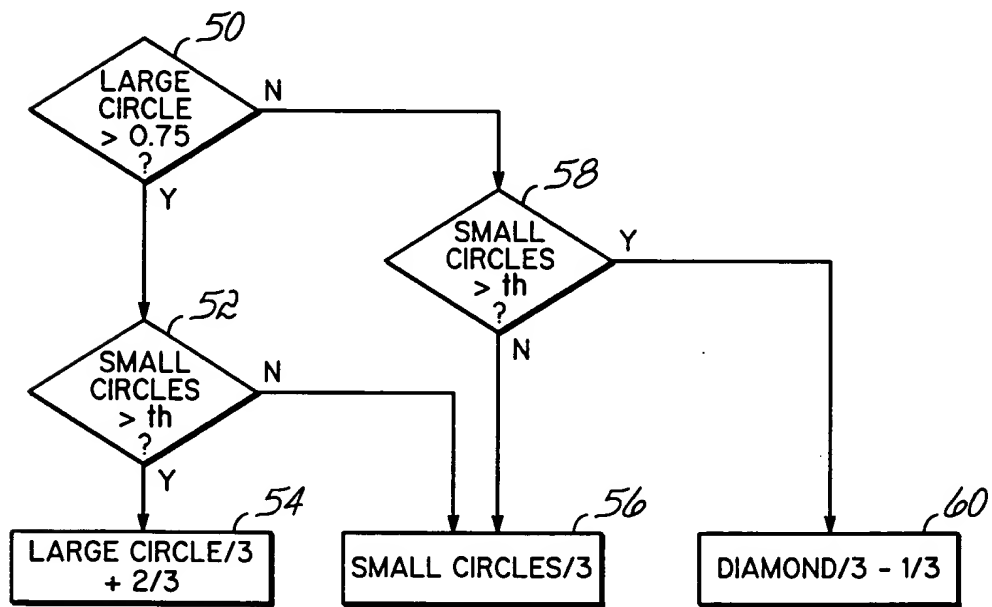 50
LARGE
CIRCLE
> 0.75
?
N
Y
58
SMALL
CIRCLES
> th
?
Y
N
52
SMALL
CIRCLES
> th
?
N
Y
54
LARGE CIRCLE/3
+ 2/3
56
SMALL CIRCLES/3
60
DIAMOND/3 - 1/3